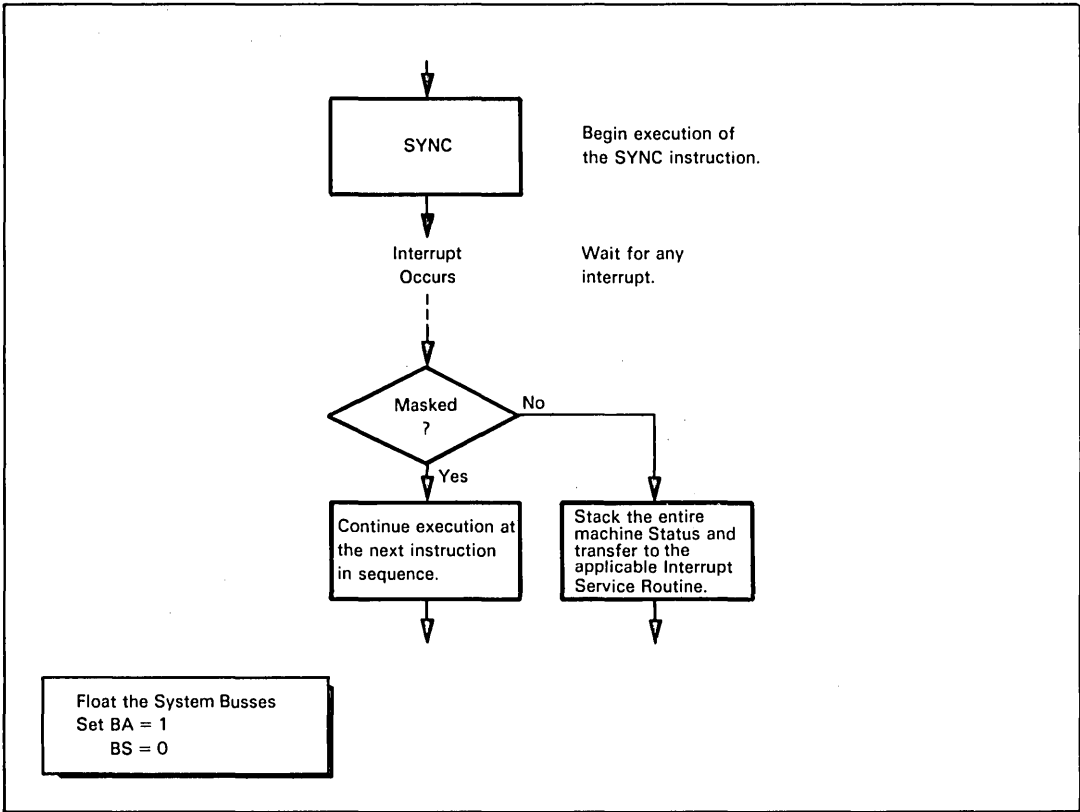 SYNC
Begin execution of
the SYNC instruction.
Interrupt
Occurs
Wait for any
interrupt.
Masked
?
No
Yes
Continue execution at
the next instruction
in sequence.
Stack the entire
machine Status and
transfer to the
applicable Interrupt
Service Routine.
Float the System Busses
Set BA = 1
BS = 0